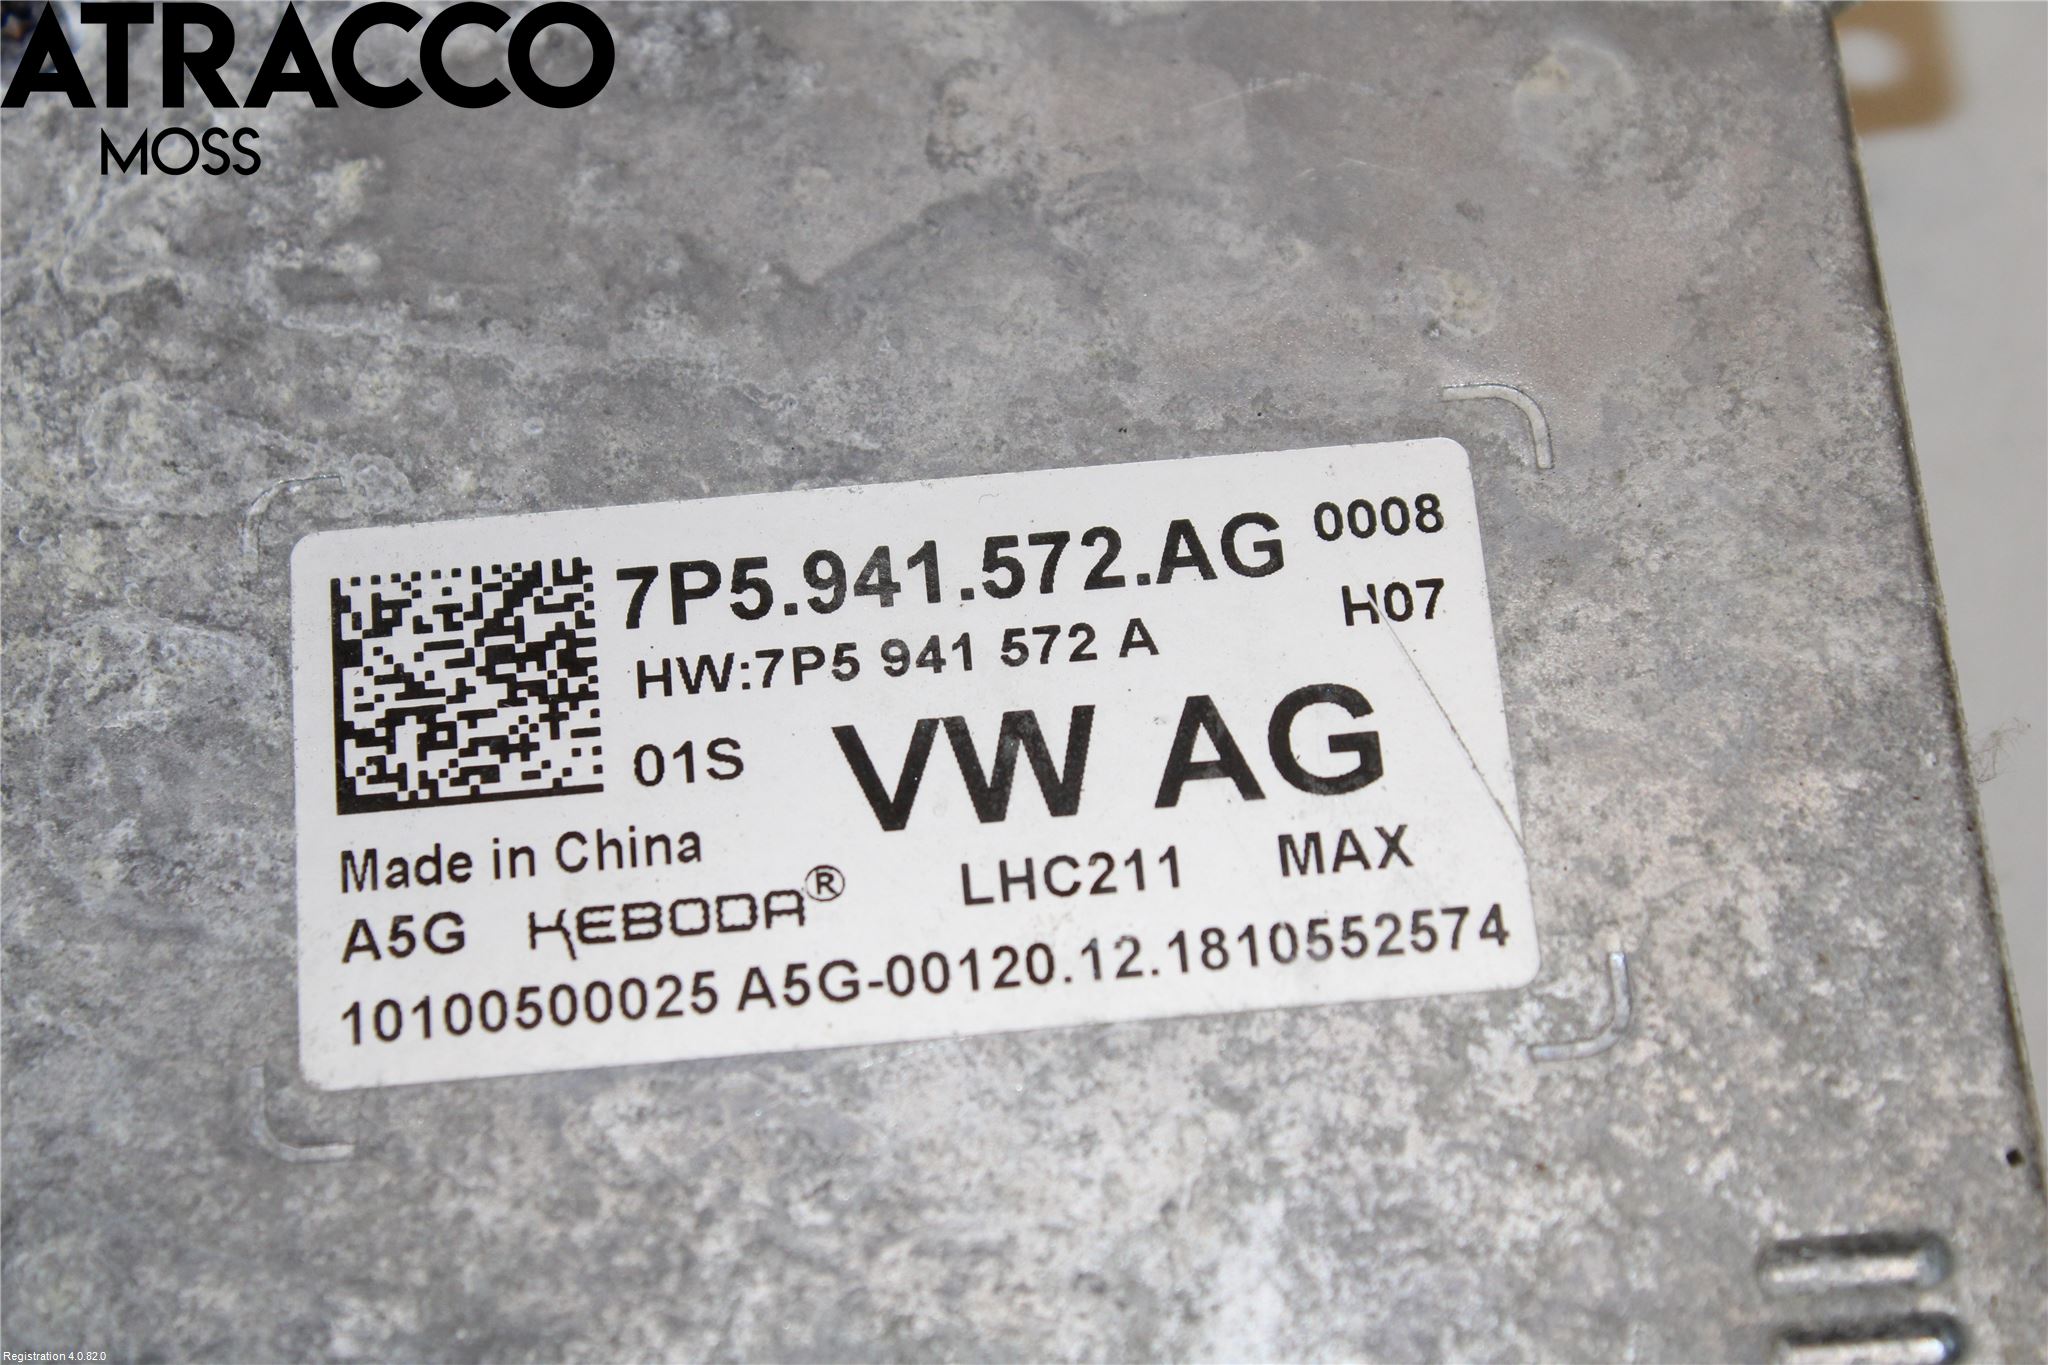 ATRACCO
MOSS
7P5.941.572.AG 0008
HW:7P5 941 572 A H07
01S VW AG
Made in China
A5G KEBODA® LHC211 MAX
10100500025 A5G-00120.12.1810552574
Registration 4.0.82.0